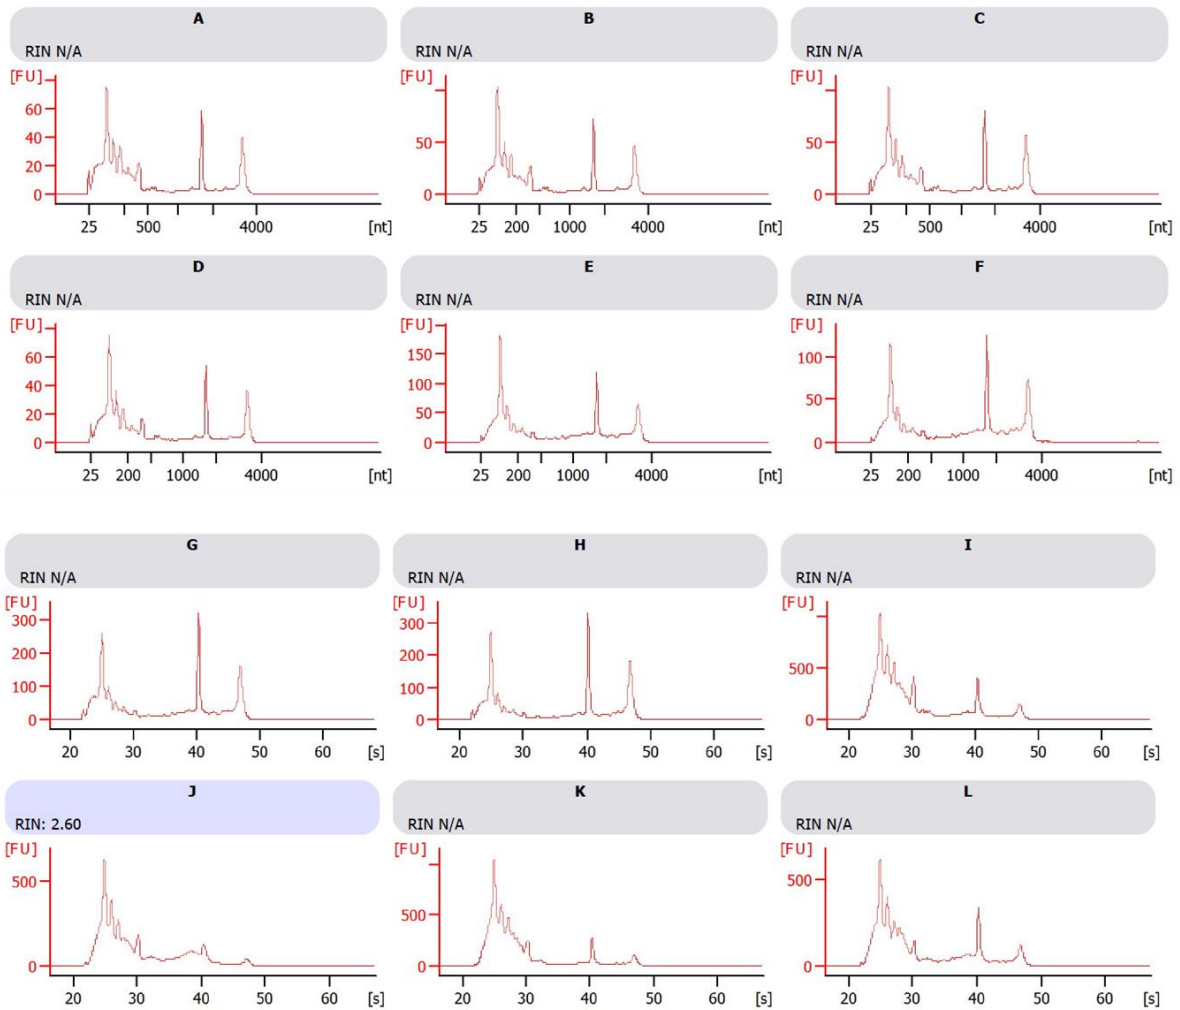 A B C
RIN N/A RIN N/A RIN N/A
[FU] [FU] [FU]
60
40 50 50
20
0 0 0
25 500 4000 [nt] 25 200 1000 4000 [nt] 25 500 4000 [nt]
D E F
RIN N/A RIN N/A RIN N/A
[FU] [FU] [FU]
60 150 100
40 100
20 50 50
0 0 0
25 200 1000 4000 [nt] 25 200 1000 4000 [nt] 25 200 1000 4000 [nt]
G H I
RIN N/A RIN N/A RIN N/A
[FU] [FU] [FU]
300 300
200 200 500
100 100
0 0 0
20 30 40 50 60 [s] 20 30 40 50 60 [s] 20 30 40 50 60 [s]
J K L
RIN: 2.60 RIN N/A RIN N/A
[FU] [FU] [FU]
500 500 500
0 0 0
20 30 40 50 60 [s] 20 30 40 50 60 [s] 20 30 40 50 60 [s]